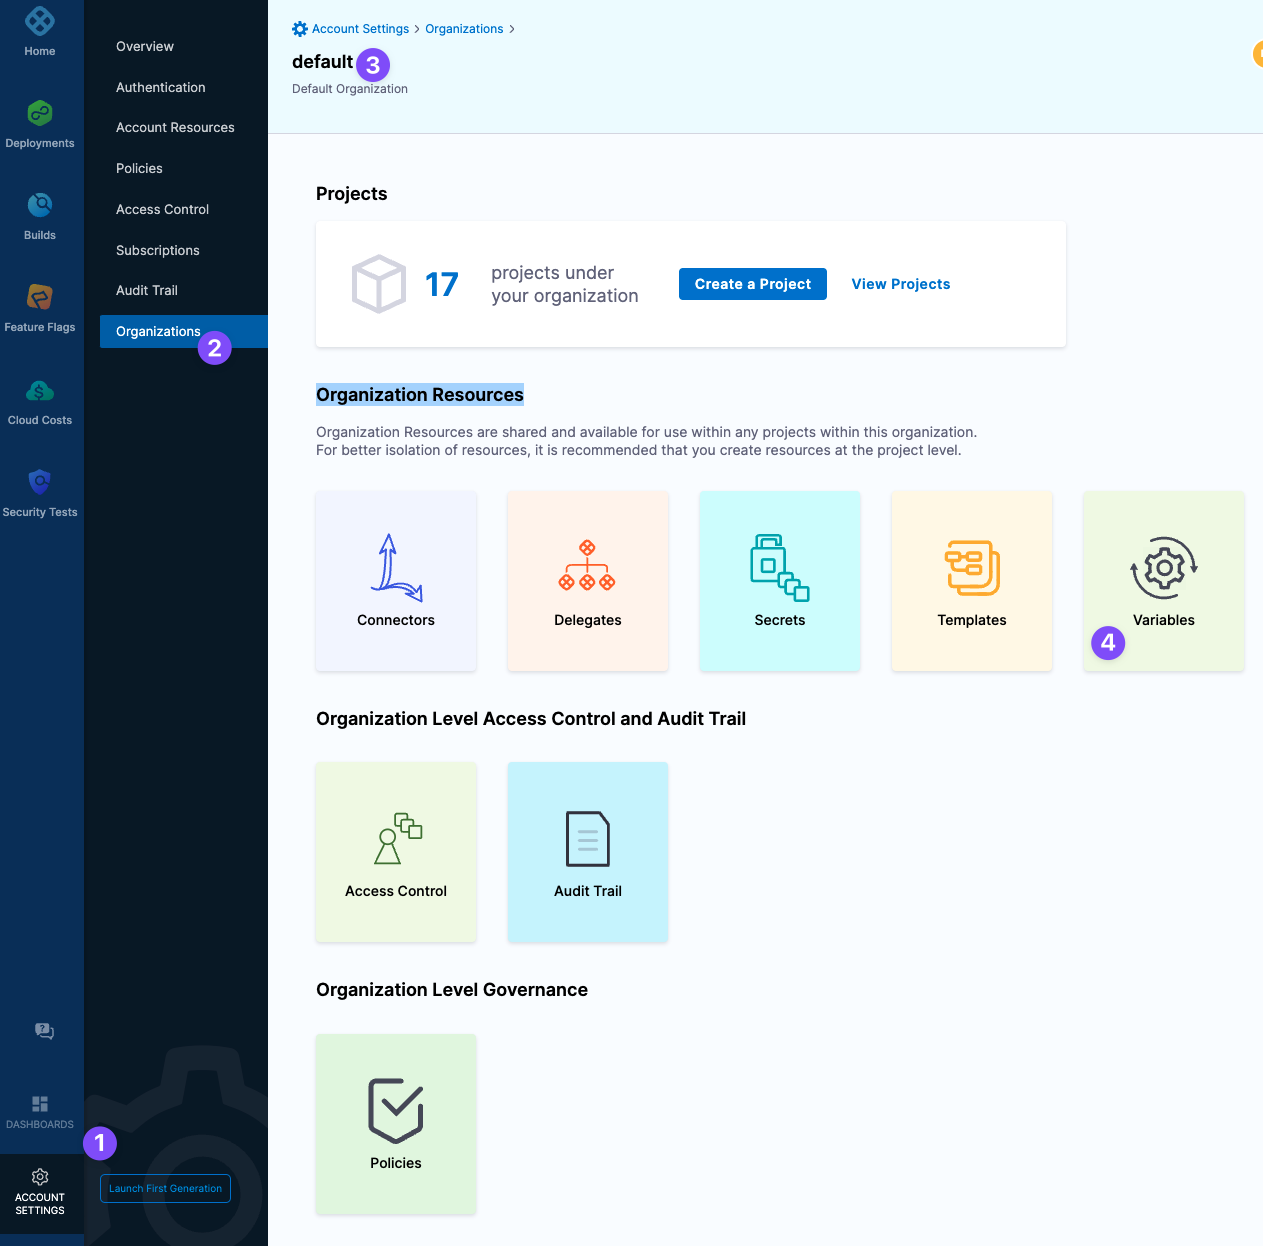 Home
Deployments
Builds
Feature Flags
Cloud Costs
Security Tests
DASHBOARDS
1
ACCOUNT
SETTINGS
Overview
Authentication
Account Resources
Policies
Access Control
Subscriptions
Audit Trail
Organizations
2
Launch First Generation
Account Settings > Organizations >
default 3
Default Organization
Projects
17
projects under
your organization
Create a Project
View Projects
Organization Resources
Organization Resources are shared and available for use within any projects within this organization.
For better isolation of resources, it is recommended that you create resources at the project level.
Connectors
Delegates
Secrets
Templates
Variables
4
Organization Level Access Control and Audit Trail
Access Control
Audit Trail
Organization Level Governance
Policies